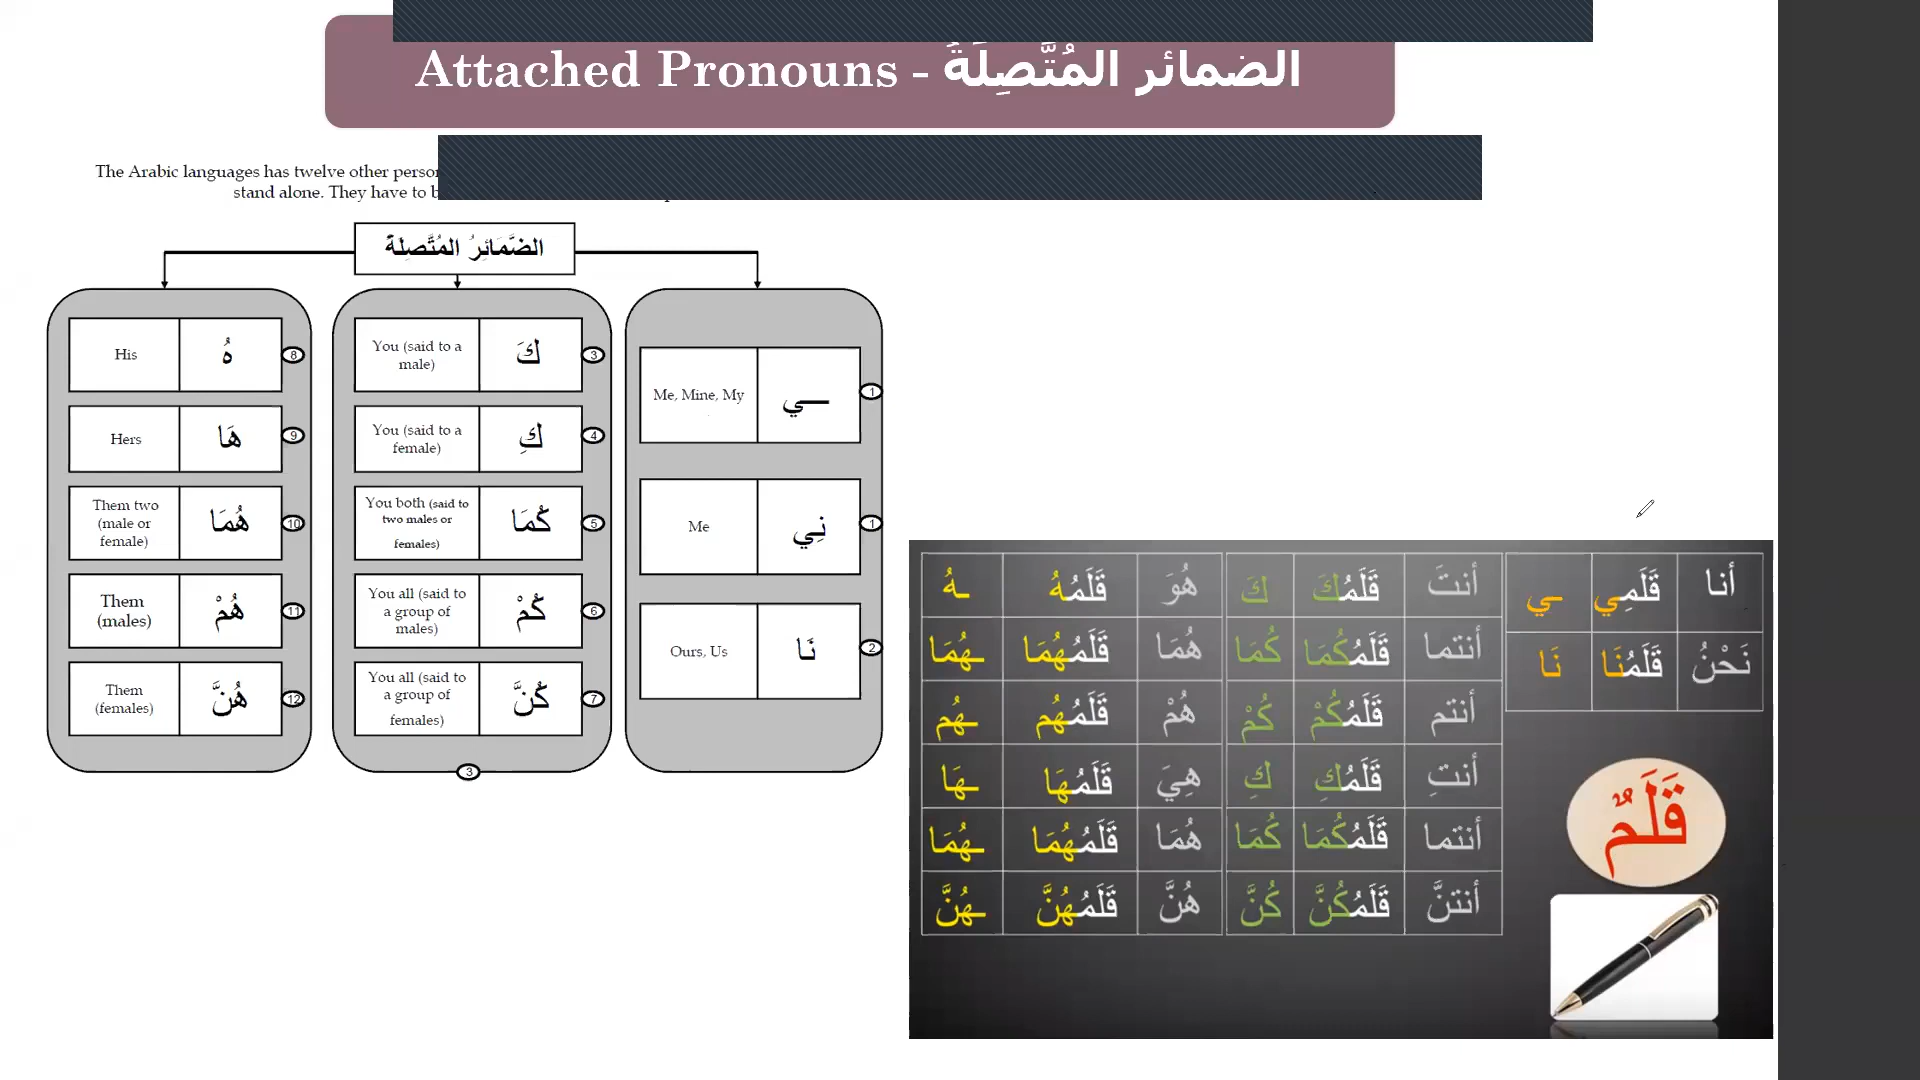 Attached Pronouns - الضمائر المُتَّصِلَةُ
The Arabic languages has twelve other
stand alone. They have to
الضَّمَائِرُ المُتَّصِلَةُ
His هُ 8
Hers هَا 9
Them two
(male or
female)
هُمَا 10
Them
(males)
هُمْ 11
Them
(females)
هُنَّ 12
You (said to a
male)
كَ 3
You (said to a
female)
كِ 4
You both (said to
two males or
females)
كُمَا 5
You all (said to
a group of
males)
كُمْ 6
You all (said to
a group of
females)
كُنَّ 7
3
Me, Mine, My ـــي 1
Me نِي 1
Ours, Us نَا 2
أنا قَلَمِي ـي
نَحْنُ قَلَمُنَا نَا
أنتَ قَلَمُكَ كَ
أنتما قَلَمُكُمَا كُمَا
أنتم قَلَمُكُمْ كُمْ
أنتِ قَلَمُكِ كِ
أنتما قَلَمُكُمَا كُمَا
أنتنَّ قَلَمُكُنَّ كُنَّ
هُوَ قَلَمُهُ ـهُ
هُمَا قَلَمُهُمَا ـهُمَا
هُمْ قَلَمُهُم ـهُم
هِيَ قَلَمُهَا ـهَا
هُمَا قَلَمُهُمَا ـهُمَا
هُنَّ قَلَمُهُنَّ ـهُنَّ
قَلَمٌ